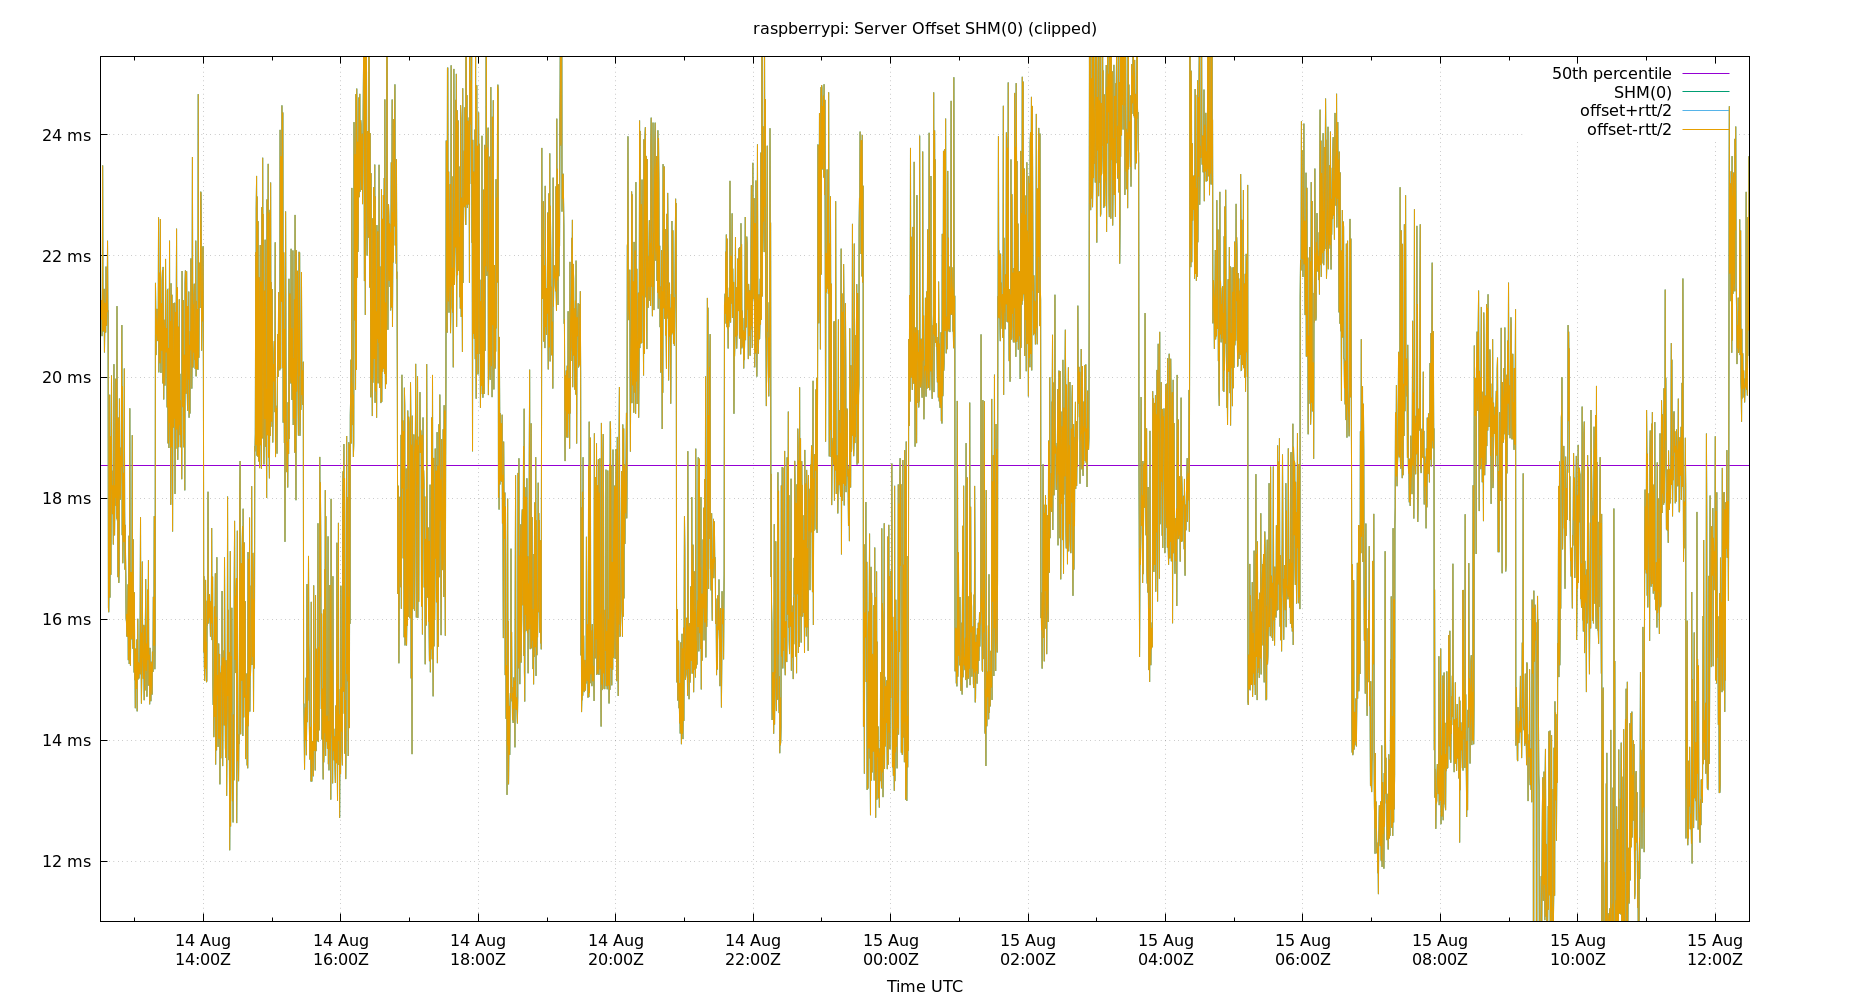 raspberrypi: Server Offset SHM(0) (clipped)
50th percentile
SHM(0)
offset+rtt/2
offset-rtt/2
24 ms
22 ms
20 ms
18 ms
16 ms
14 ms
12 ms
14 Aug 14 Aug 14 Aug 14 Aug 14 Aug 15 Aug 15 Aug 15 Aug 15 Aug 15 Aug 15 Aug 15 Aug
14:00Z 16:00Z 18:00Z 20:00Z 22:00Z 00:00Z 02:00Z 04:00Z 06:00Z 08:00Z 10:00Z 12:00Z
Time UTC